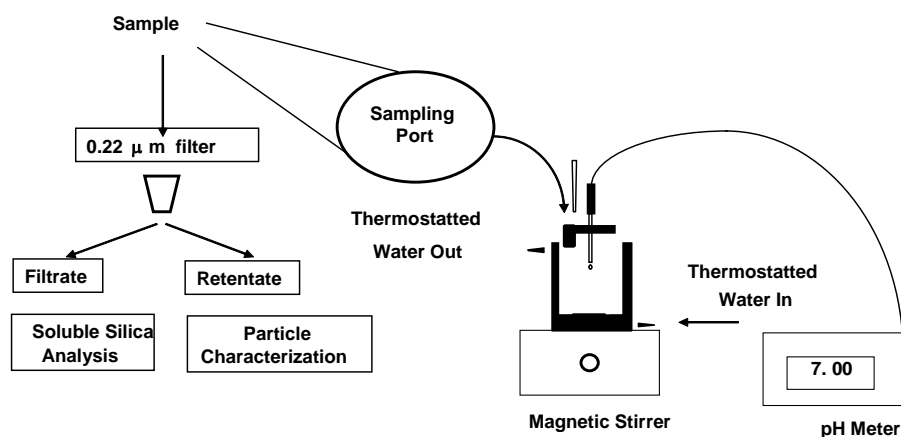 Sample
0.22 μ m filter
Filtrate
Retentate
Soluble Silica
Analysis
Particle
Characterization
Sampling
Port
Thermostatted
Water Out
Thermostatted
Water In
Magnetic Stirrer
7. 00
pH Meter